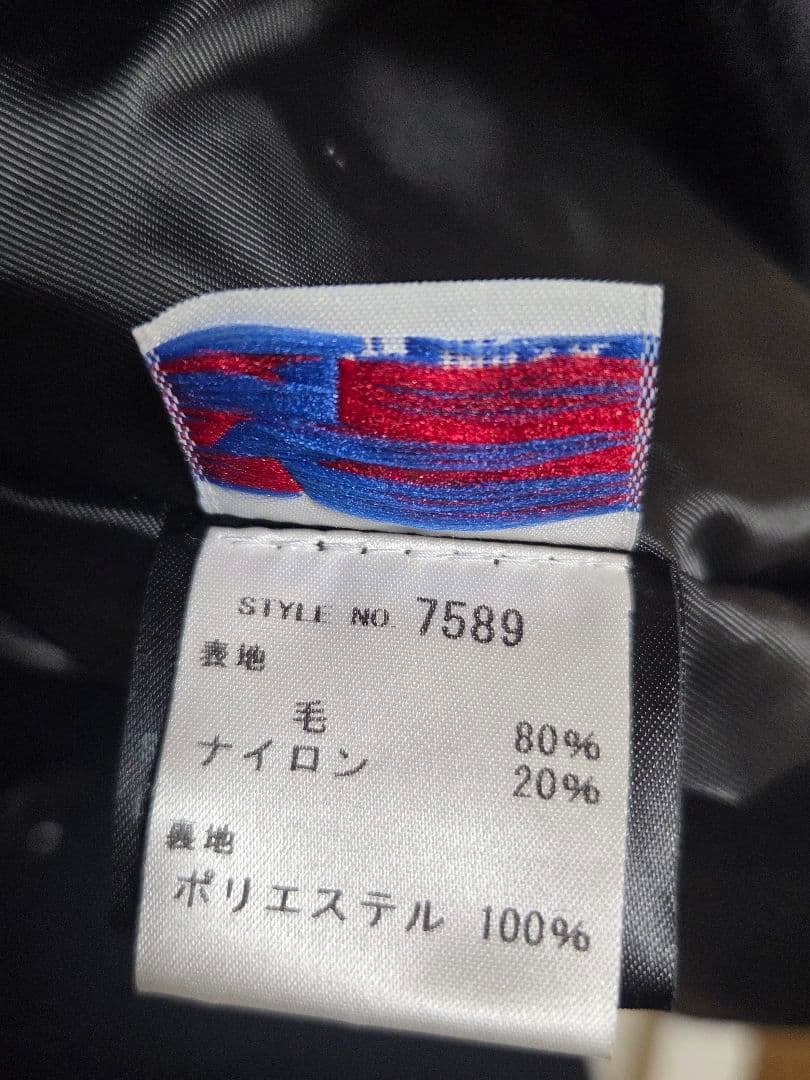 STYLE NO 7589
表地
毛 80%
ナイロン 20%
表地
ポリエステル 100%